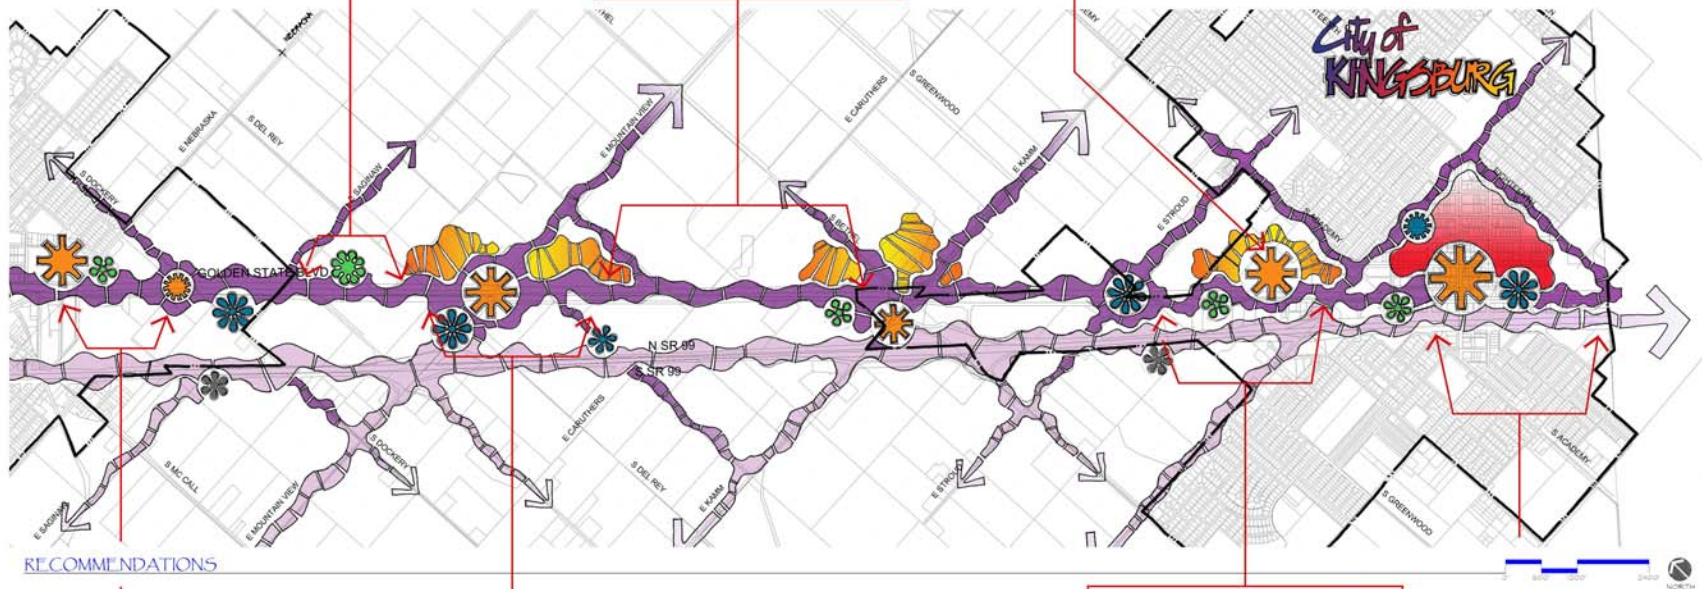 City of
KINGSBURG
E NEBRASKA
S DEL REY
S DOCKERY
SAGINAW
E MOUNTAIN VIEW
E CARUTHERS
S GREENWOOD
E KAMM
S BETHEL
E STROUD
S ACADEMY
GOLDEN STATE BLVD
N SR 99
S SR 99
E SAGINAW
S MC CALL
E MOUNTAIN VIEW
S DOCKERY
E CARUTHERS
S DEL REY
E KAMM
E STROUD
S GREENWOOD
S ACADEMY
RECOMMENDATIONS
NORTH